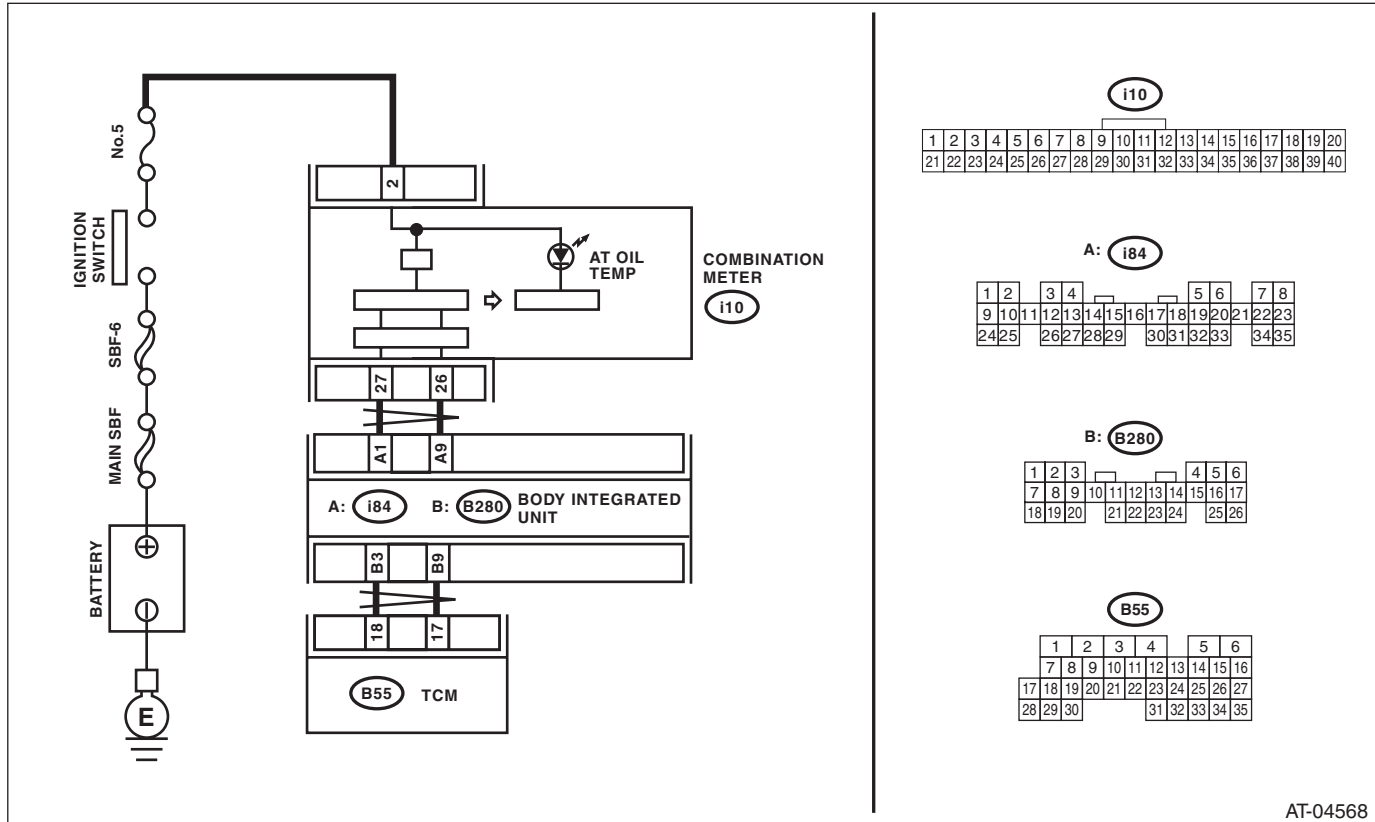 No.5
IGNITION
SWITCH
SBF-6
MAIN SBF
BATTERY
E
2
AT OIL
TEMP
COMBINATION
METER
i10
27 26
A1 A9
A: i84 B: B280 BODY INTEGRATED
UNIT
B3 B9
18 17
B55 TCM
i10
1 2 3 4 5 6 7 8 9 10 11 12 13 14 15 16 17 18 19 20
21 22 23 24 25 26 27 28 29 30 31 32 33 34 35 36 37 38 39 40
A: i84
1 2 3 4 5 6 7 8
9 10 11 12 13 14 15 16 17 18 19 20 21 22 23
24 25 26 27 28 29 30 31 32 33 34 35
B: B280
1 2 3 4 5 6
7 8 9 10 11 12 13 14 15 16 17
18 19 20 21 22 23 24 25 26
B55
1 2 3 4 5 6
7 8 9 10 11 12 13 14 15 16
17 18 19 20 21 22 23 24 25 26 27
28 29 30 31 32 33 34 35
AT-04568